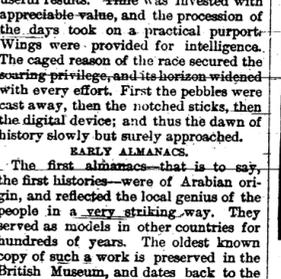 useful results. Time was invested with
appreciable value, and the procession of
the days took on a practical purport.
Wings were provided for intelligence.
The caged reason of the race secured the
soaring privilege, and its horizon widened
with every effort. First the pebbles were
cast away, then the notched sticks, then
the digital device; and thus the dawn of
history slowly but surely approached.
EARLY ALMANACS.
The first almanacs—that is to say,
the first histories—were of Arabian ori-
gin, and reflected the local genius of the
people in a very striking way. They
served as models in other countries for
hundreds of years. The oldest known
copy of such a work is preserved in the
British Museum, and dates back to the